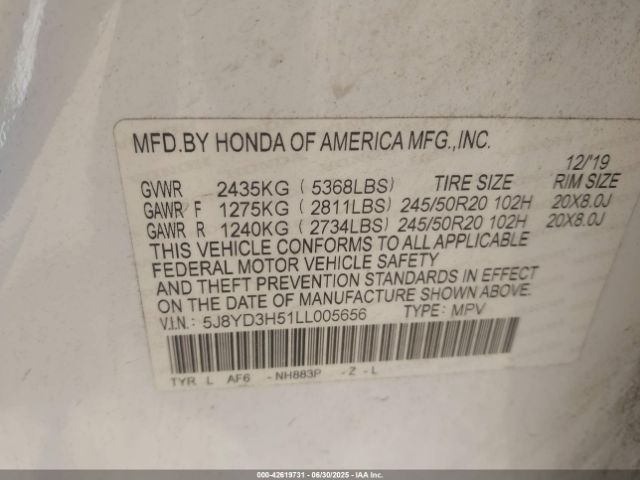 MFD.BY HONDA OF AMERICA MFG.,INC.
12/'19
GVWR 2435KG ( 5368LBS) TIRE SIZE RIM SIZE
GAWR F 1275KG ( 2811LBS) 245/50R20 102H 20X8.0J
GAWR R 1240KG ( 2734LBS) 245/50R20 102H 20X8.0J
THIS VEHICLE CONFORMS TO ALL APPLICABLE
FEDERAL MOTOR VEHICLE SAFETY
AND THEFT PREVENTION STANDARDS IN EFFECT
ON THE DATE OF MANUFACTURE SHOWN ABOVE.
V.I.N.: 5J8YD3H51LL005656 TYPE: MPV
TYR L AF6 -NH883P -Z-L
000-42619731 - 06/30/2025 - IAA Inc.